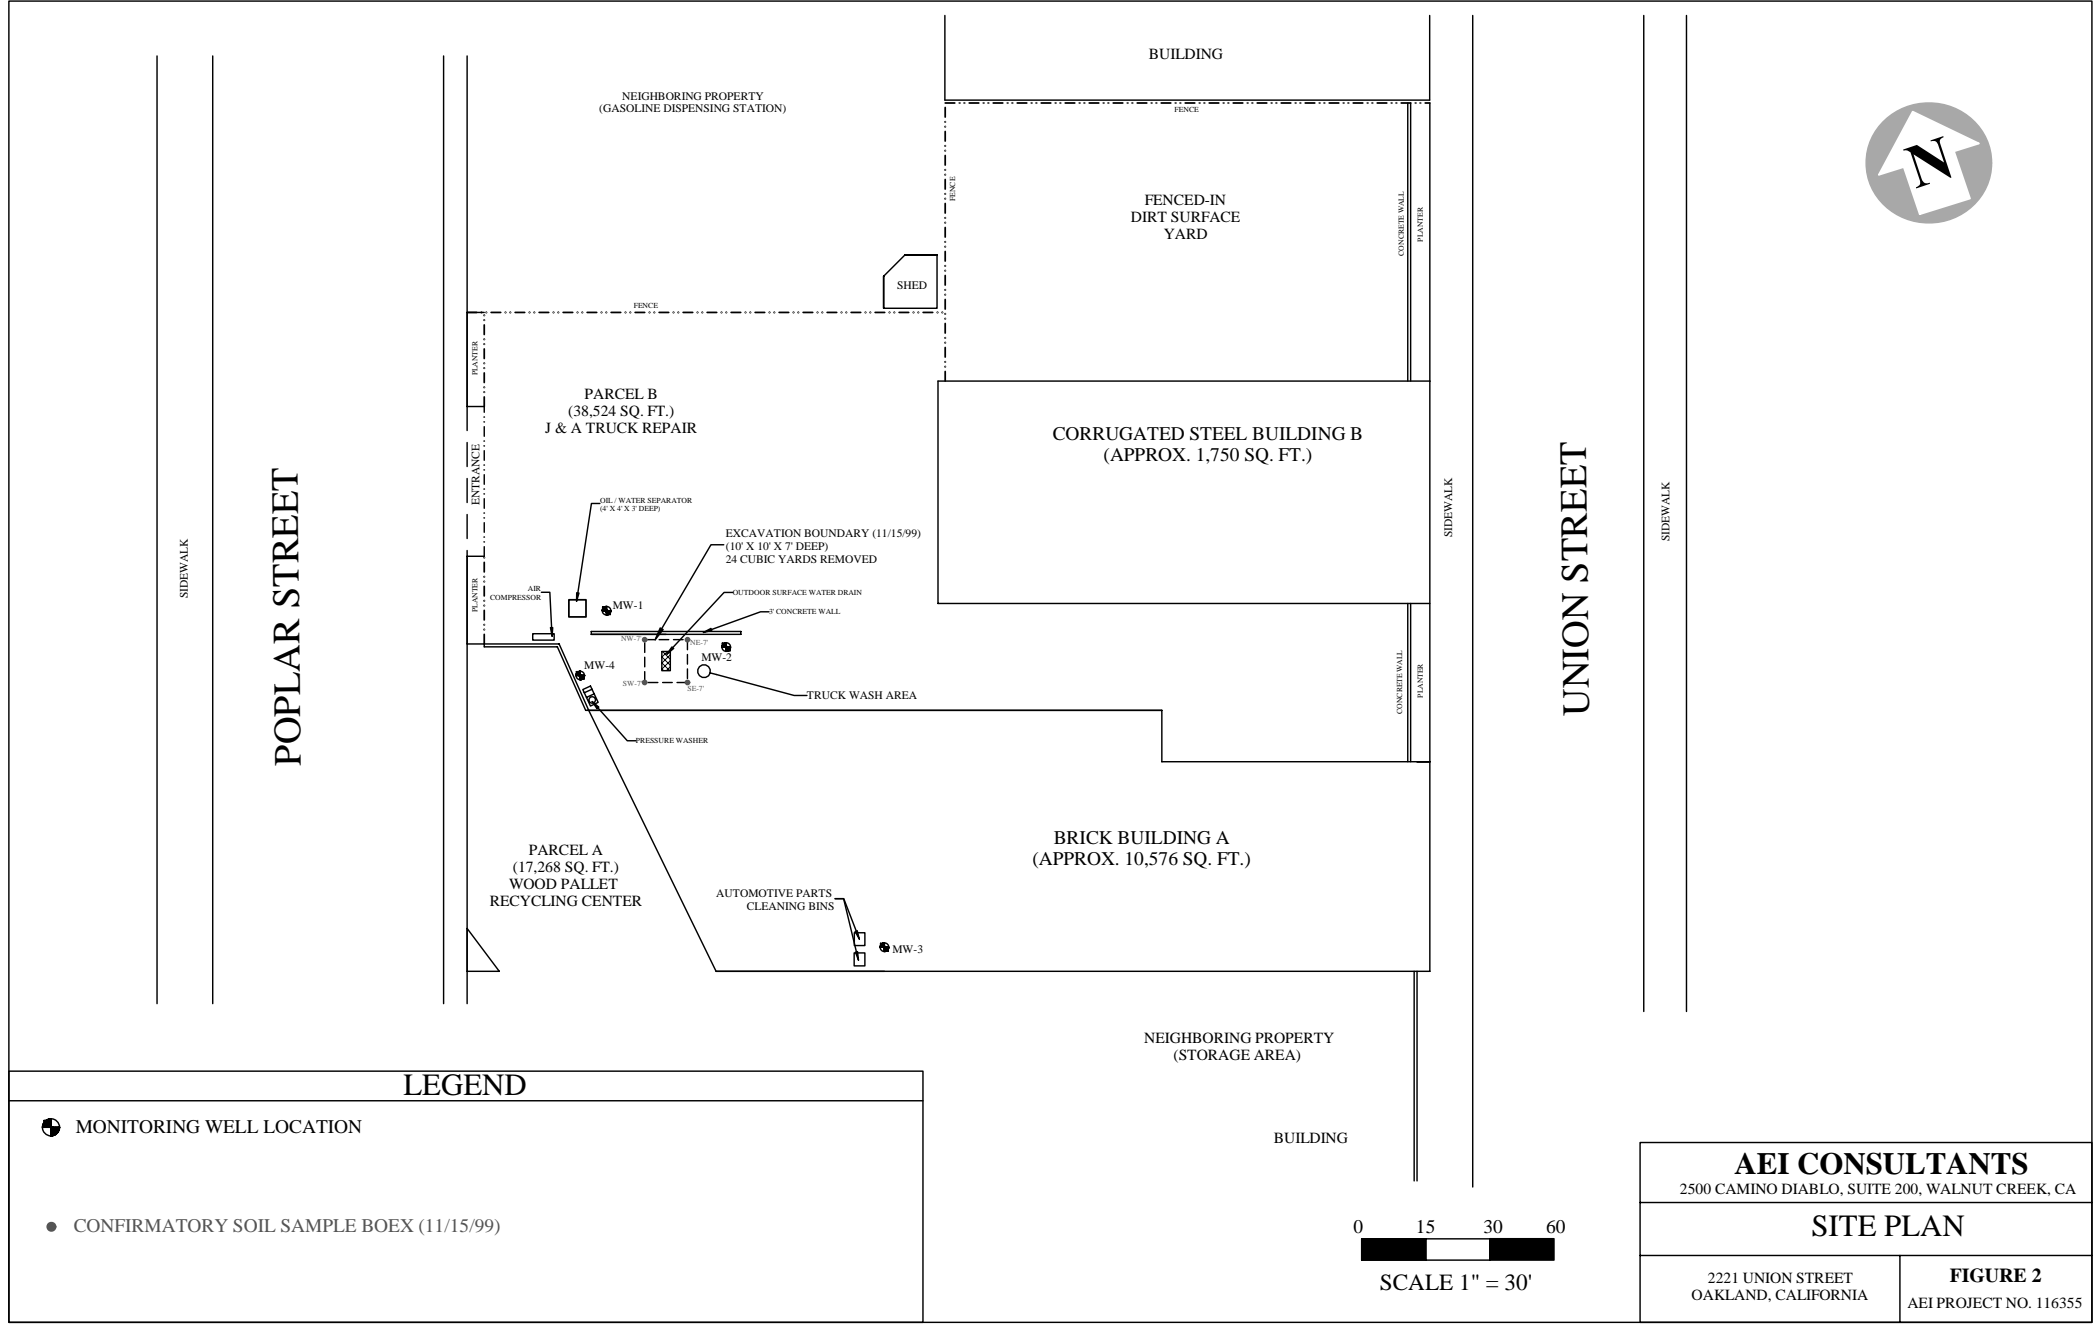 BUILDING
NEIGHBORING PROPERTY
(GASOLINE DISPENSING STATION)
FENCE
FENCE
N
FENCED-IN
DIRT SURFACE
YARD
CONCRETE WALL
PLANTER
SHED
FENCE
PLANTER
PARCEL B
(38,524 SQ. FT.)
J & A TRUCK REPAIR
CORRUGATED STEEL BUILDING B
(APPROX. 1,750 SQ. FT.)
ENTRANCE
SIDEWALK
POPLAR STREET
SIDEWALK
UNION STREET
SIDEWALK
OIL / WATER SEPARATOR
(4' X 4' X 3' DEEP)
EXCAVATION BOUNDARY (11/15/99)
(10' X 10' X 7' DEEP)
24 CUBIC YARDS REMOVED
PLANTER
AIR
COMPRESSOR
OUTDOOR SURFACE WATER DRAIN
MW-1
3' CONCRETE WALL
NW-7'
NE-7'
MW-2
MW-4
SW-7'
SE-7'
TRUCK WASH AREA
CONCRETE WALL
PLANTER
PRESSURE WASHER
BRICK BUILDING A
(APPROX. 10,576 SQ. FT.)
PARCEL A
(17,268 SQ. FT.)
WOOD PALLET
RECYCLING CENTER
AUTOMOTIVE PARTS
CLEANING BINS
MW-3
NEIGHBORING PROPERTY
(STORAGE AREA)
BUILDING
LEGEND
MONITORING WELL LOCATION
CONFIRMATORY SOIL SAMPLE BOEX (11/15/99)
0 15 30 60
SCALE 1" = 30'
AEI CONSULTANTS
2500 CAMINO DIABLO, SUITE 200, WALNUT CREEK, CA
SITE PLAN
2221 UNION STREET
OAKLAND, CALIFORNIA
FIGURE 2
AEI PROJECT NO. 116355